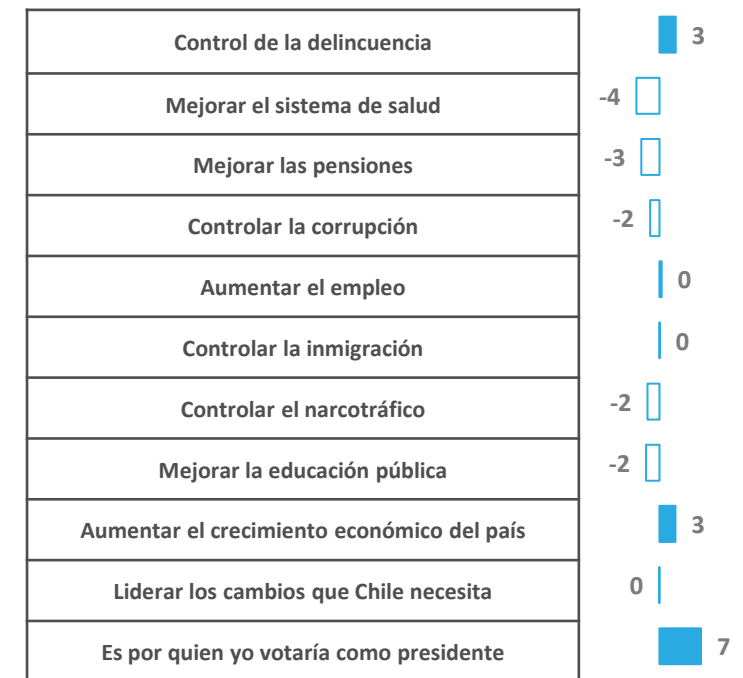 Control de la delincuencia 3
Mejorar el sistema de salud -4
Mejorar las pensiones -3
Controlar la corrupción -2
Aumentar el empleo 0
Controlar la inmigración 0
Controlar el narcotráfico -2
Mejorar la educación pública -2
Aumentar el crecimiento económico del país 3
Liderar los cambios que Chile necesita 0
Es por quien yo votaría como presidente 7